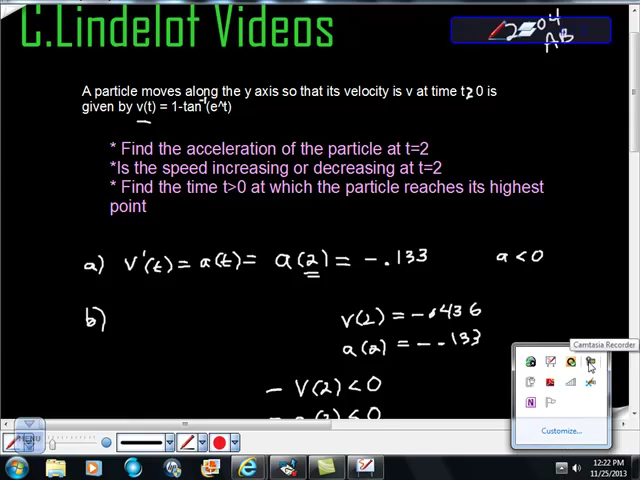 C.Lindelof Videos
2004
AB
A particle moves along the y axis so that its velocity is v at time t≥0 is
given by v(t) = 1-tan⁻¹(e^t)
* Find the acceleration of the particle at t=2
*Is the speed increasing or decreasing at t=2
* Find the time t>0 at which the particle reaches its highest
point
a) v'(t) = a(t) = a(2) = -.133 a<0
b) v(2) = -.436
a(2) = -.133
- v(2) <0
- a(2) <0
Camtasia Recorder
Customize...
MENU
12:22 PM
11/25/2013